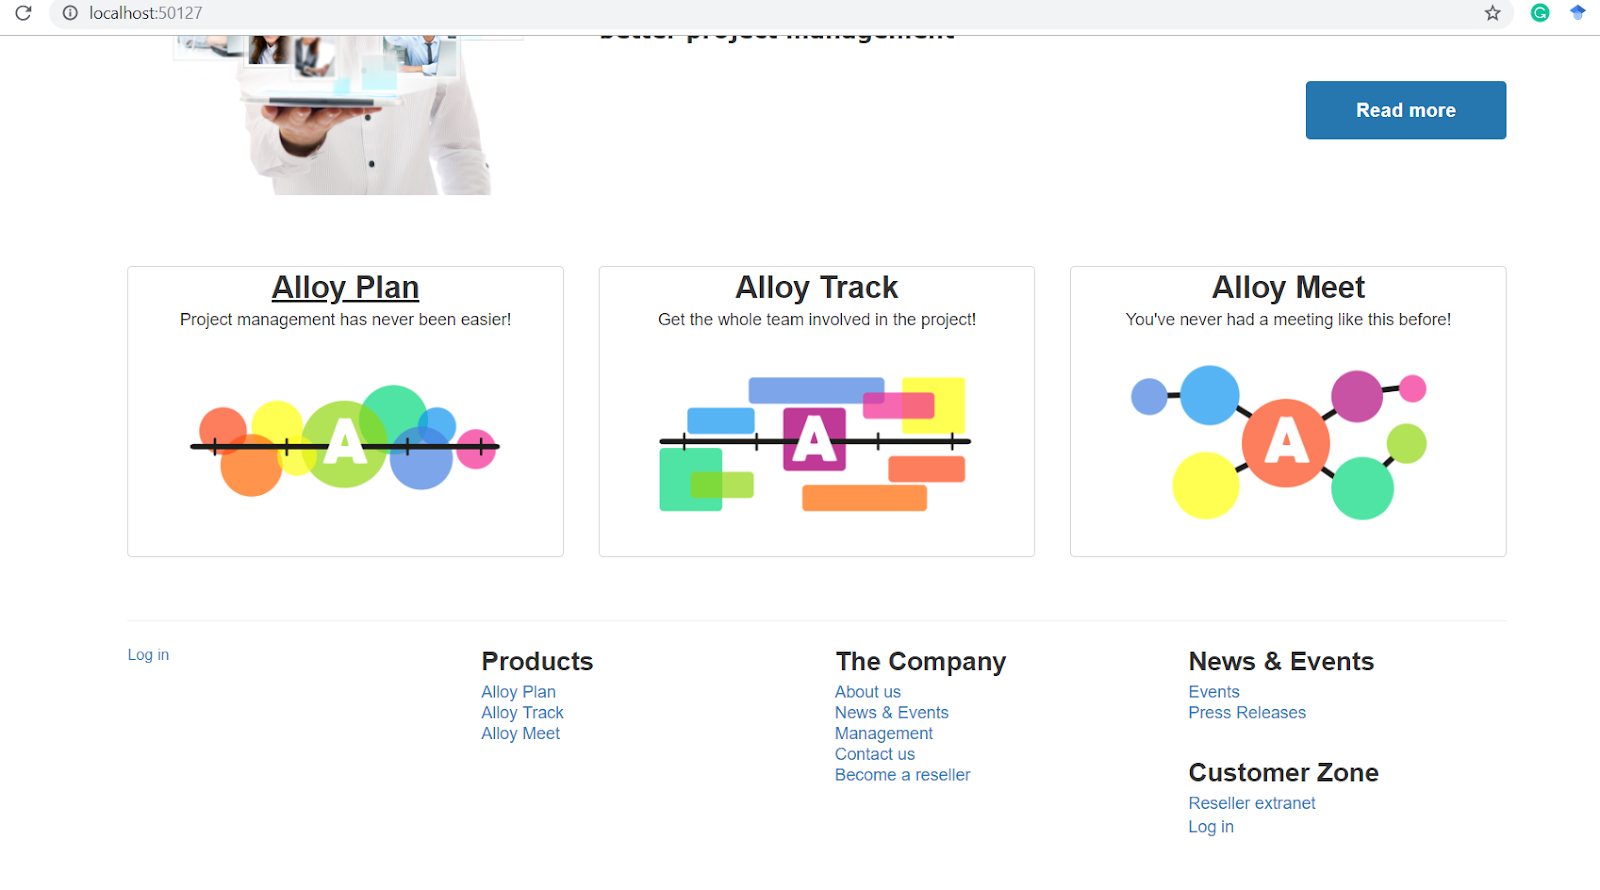 localhost:50127
better project management
Read more
Alloy Plan
Project management has never been easier!
A
Alloy Track
Get the whole team involved in the project!
A
Alloy Meet
You've never had a meeting like this before!
A
Log in
Products
Alloy Plan
Alloy Track
Alloy Meet
The Company
About us
News & Events
Management
Contact us
Become a reseller
News & Events
Events
Press Releases
Customer Zone
Reseller extranet
Log in